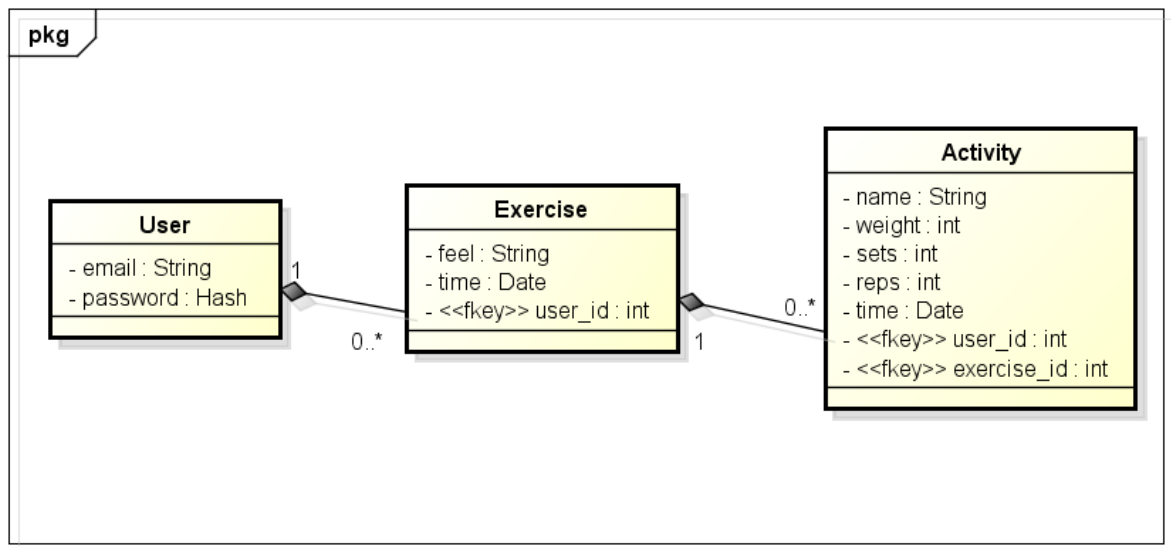 pkg
User
- email : String
- password : Hash
1
0..*
Exercise
- feel : String
- time : Date
- <<fkey>> user_id : int
1
0..*
Activity
- name : String
- weight : int
- sets : int
- reps : int
- time : Date
- <<fkey>> user_id : int
- <<fkey>> exercise_id : int